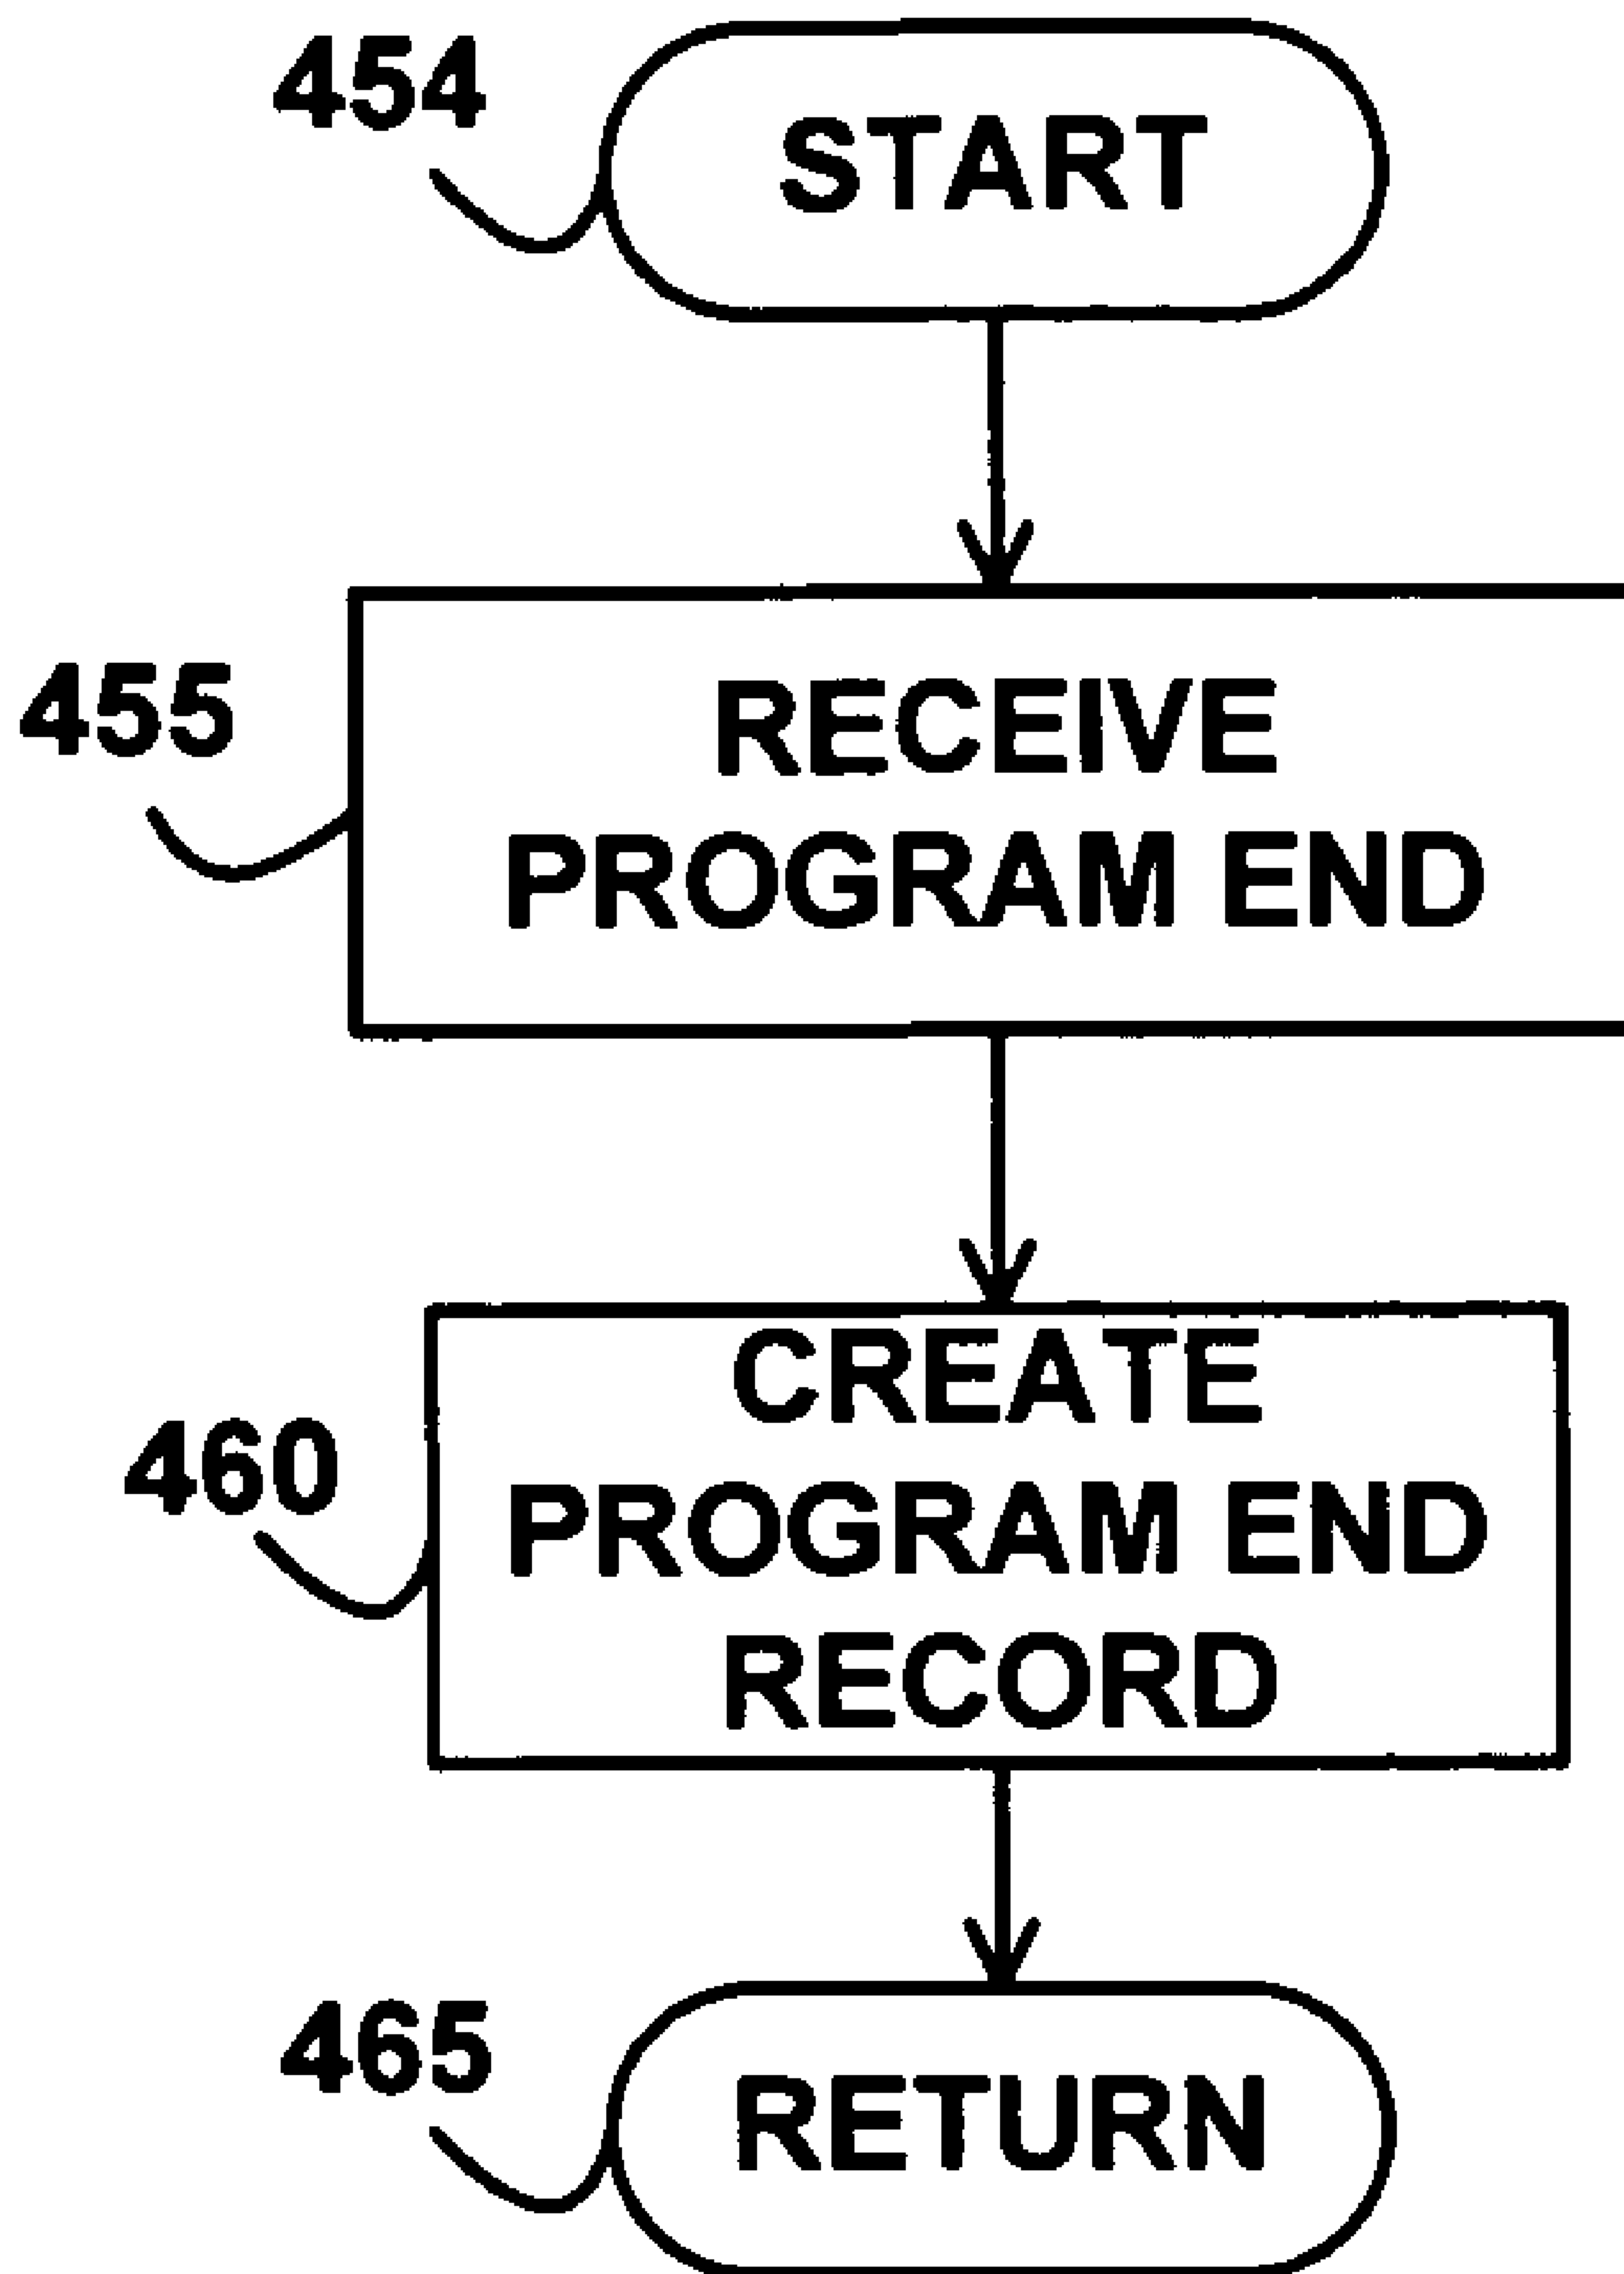 454
START
455
RECEIVE
PROGRAM END
460
CREATE
PROGRAM END
RECORD
465
RETURN